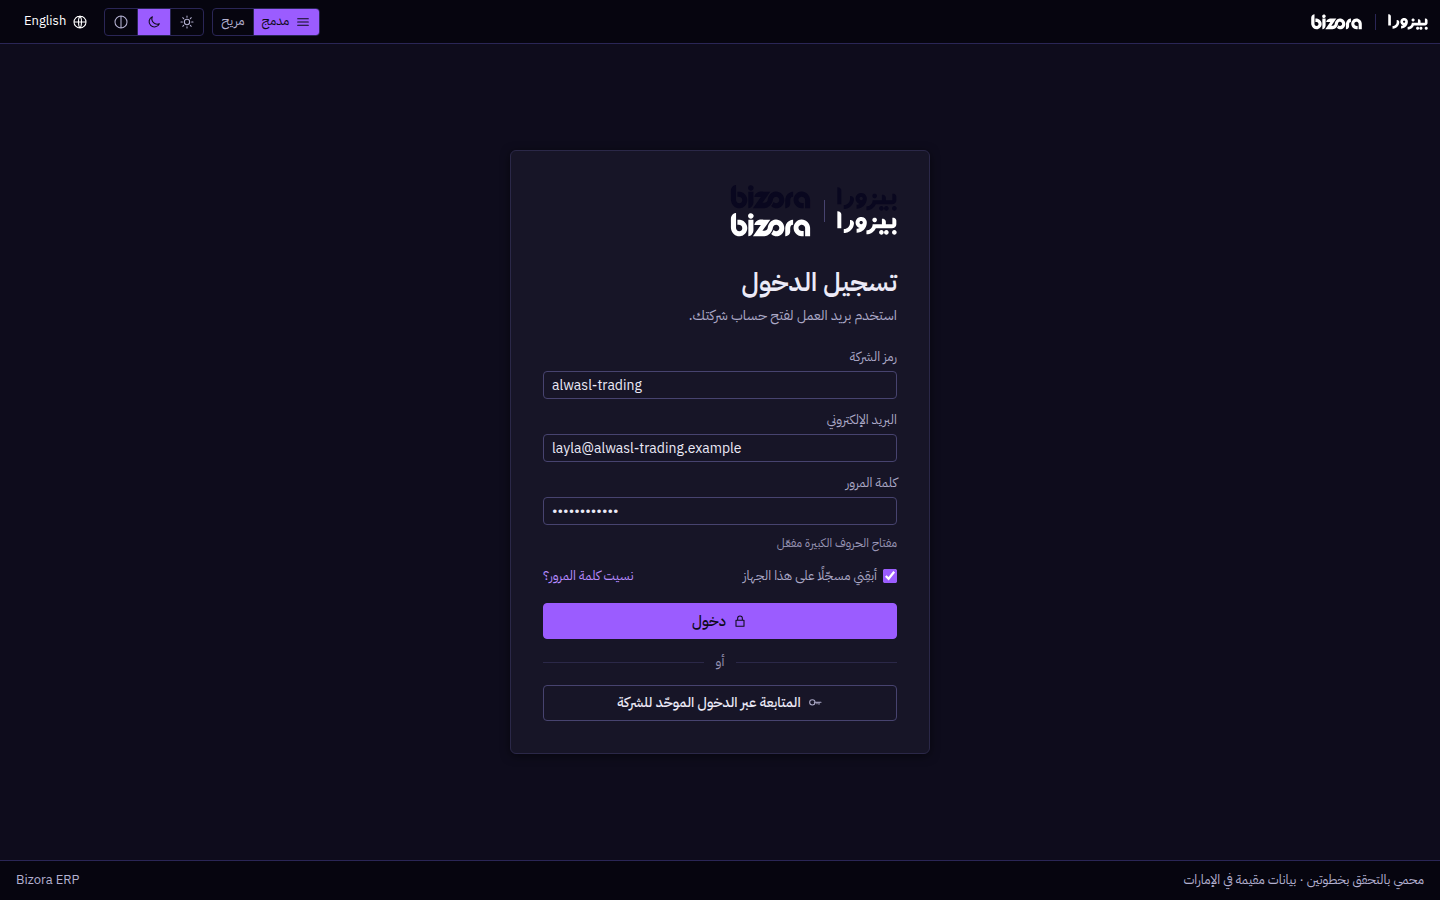 بيزورا | bizora
مدمج مريح
English
بيزورا | bizora
بيزورا | bizora
تسجيل الدخول
استخدم بريد العمل لفتح حساب شركتك.
رمز الشركة
alwasl-trading
البريد الإلكتروني
layla@alwasl-trading.example
كلمة المرور
••••••••••••
مفتاح الحروف الكبيرة مفعّل
أبقِني مسجّلًا على هذا الجهاز
نسيت كلمة المرور؟
دخول
أو
المتابعة عبر الدخول الموحّد للشركة
محمي بالتحقق بخطوتين · بيانات مقيمة في الإمارات
Bizora ERP